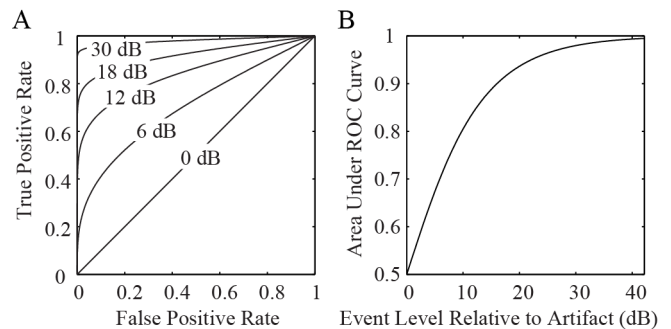 A
True Positive Rate
1
0.8
0.6
0.4
0.2
0
30 dB
18 dB
12 dB
6 dB
0 dB
0.2 0.4 0.6 0.8 1
False Positive Rate
B
Area Under ROC Curve
1
0.9
0.8
0.7
0.6
0.5
0 10 20 30 40
Event Level Relative to Artifact (dB)